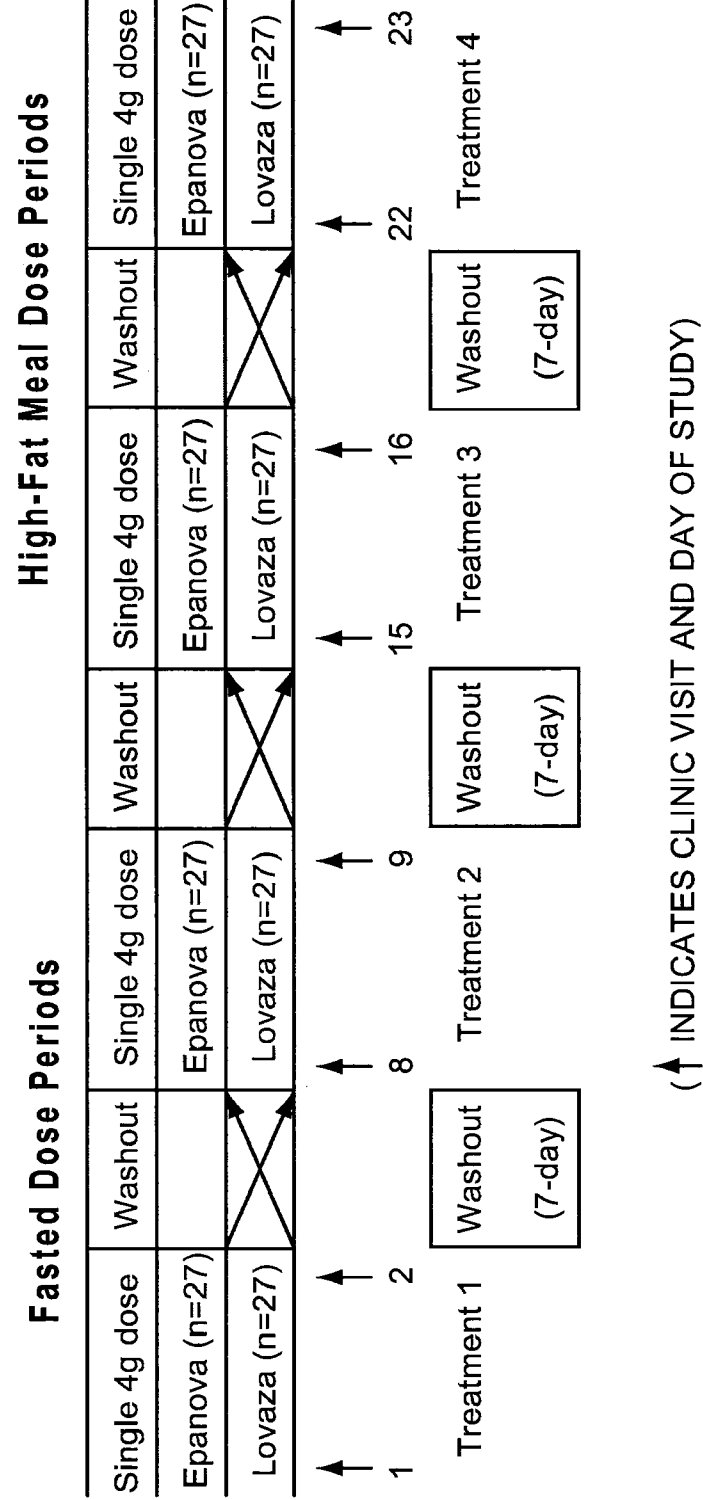 Fasted Dose Periods High-Fat Meal Dose Periods
Single 4g dose Washout Single 4g dose Washout Single 4g dose Washout Single 4g dose
Epanova (n=27) Epanova (n=27) Epanova (n=27) Epanova (n=27)
Lovaza (n=27) Lovaza (n=27) Lovaza (n=27) Lovaza (n=27)
1 2 8 9 15 16 22 23
Treatment 1 Washout Treatment 2 Washout Treatment 3 Washout Treatment 4
(7-day) (7-day) (7-day)
(↑ INDICATES CLINIC VISIT AND DAY OF STUDY)